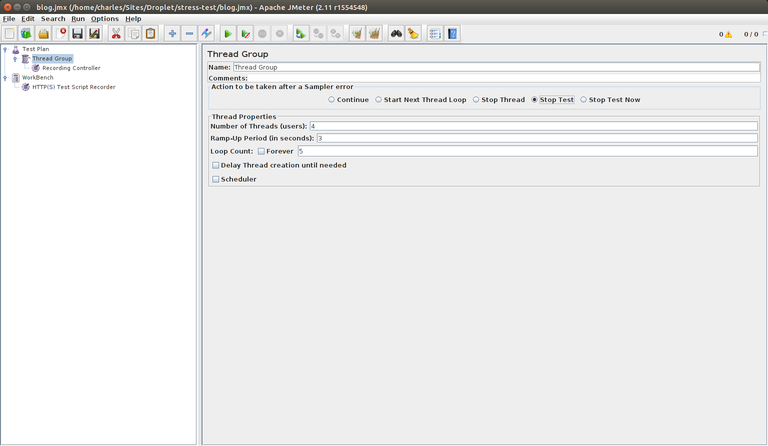 blog.jmx (/home/charles/Sites/Droplet/stress-test/blog.jmx) - Apache JMeter (2.11 r1554548)
File Edit Search Run Options Help
0 0 / 0
Test Plan
Thread Group
Recording Controller
WorkBench
HTTP(S) Test Script Recorder
Thread Group
Name: Thread Group
Comments:
Action to be taken after a Sampler error
Continue Start Next Thread Loop Stop Thread Stop Test Stop Test Now
Thread Properties
Number of Threads (users): 4
Ramp-Up Period (in seconds): 3
Loop Count: Forever 5
Delay Thread creation until needed
Scheduler